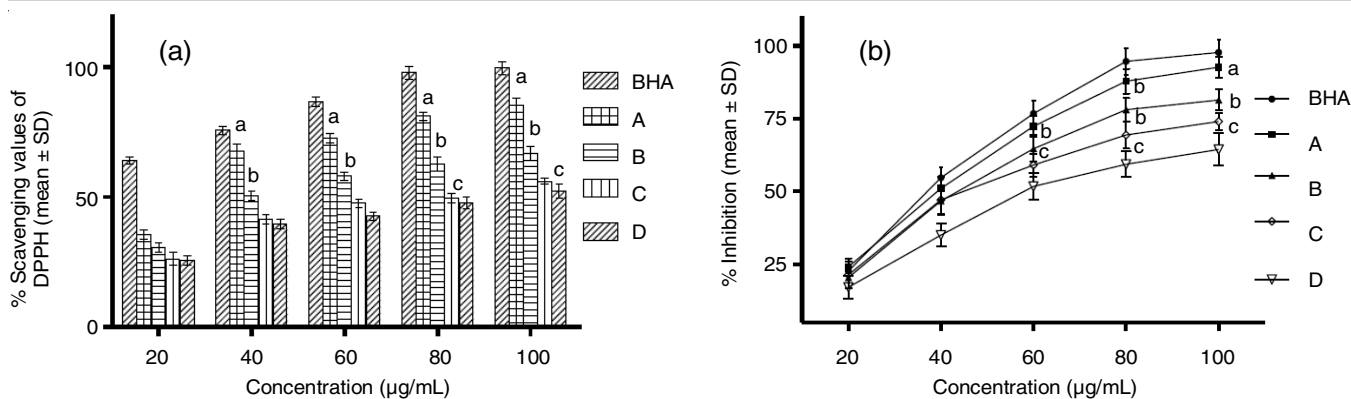 (a)
% Scavenging values of
DPPH (mean ± SD)
100
50
0
a
b
a
b
a
b
c
a
b
c
20
40
60
80
100
Concentration (µg/mL)
BHA
A
B
C
D
(b)
% Inhibition (mean ± SD)
100
75
50
25
b
c
b
b
c
a
b
c
20
40
60
80
100
Concentration (µg/mL)
BHA
A
B
C
D